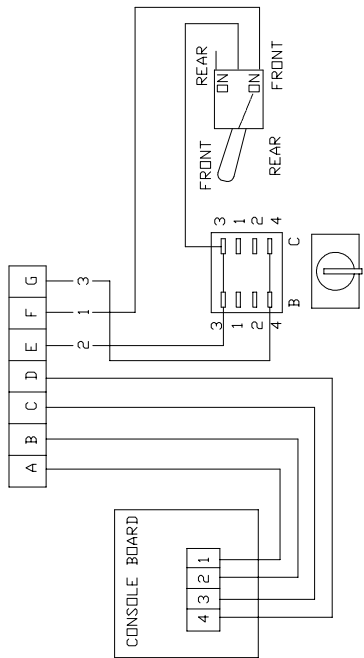 A B C D E F G
2 1 3
CONSOLE BOARD
4 3 2 1
3 3
1 1
2 2
4 4
B C
FRONT REAR
ON
ON
REAR FRONT